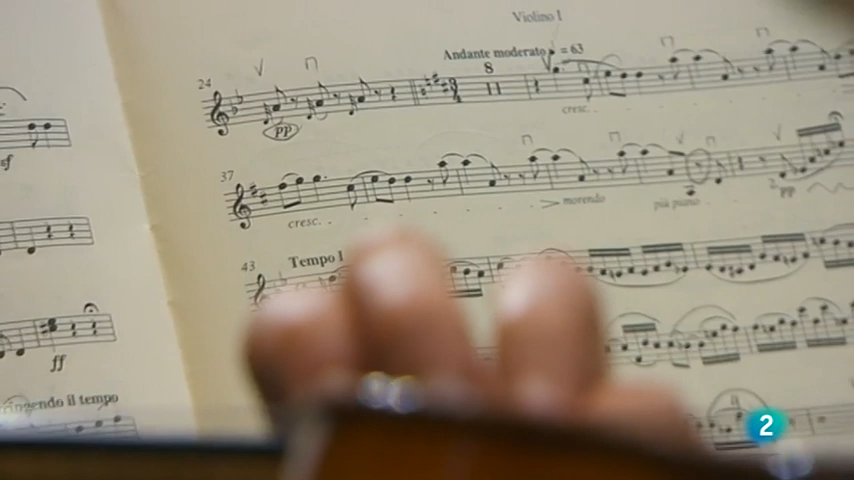 Violino I
Andante moderato ♩ = 63
24
8
pp
cresc. .
sf
37
cresc. . . . . . . > morendo
più piano
pp
43
Tempo I
ff
ringendo il tempo
2